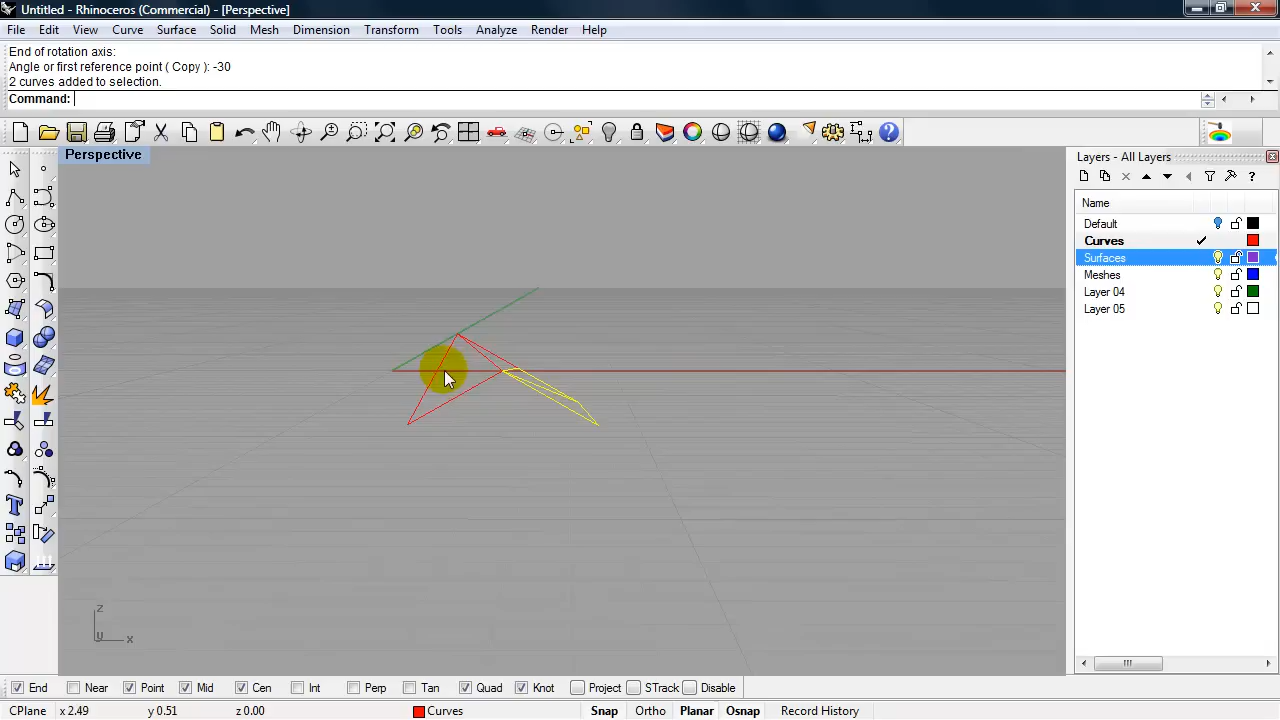 Untitled - Rhinoceros (Commercial) - [Perspective]
File Edit View Curve Surface Solid Mesh Dimension Transform Tools Analyze Render Help
End of rotation axis:
Angle or first reference point ( Copy ): -30
2 curves added to selection.
Command:
Perspective
Layers - All Layers
Name
Default
Curves
Surfaces
Meshes
Layer 04
Layer 05
z
y x
End Near Point Mid Cen Int Perp Tan Quad Knot Project STrack Disable
CPlane x 2.49 y 0.51 z 0.00 Curves Snap Ortho Planar Osnap Record History